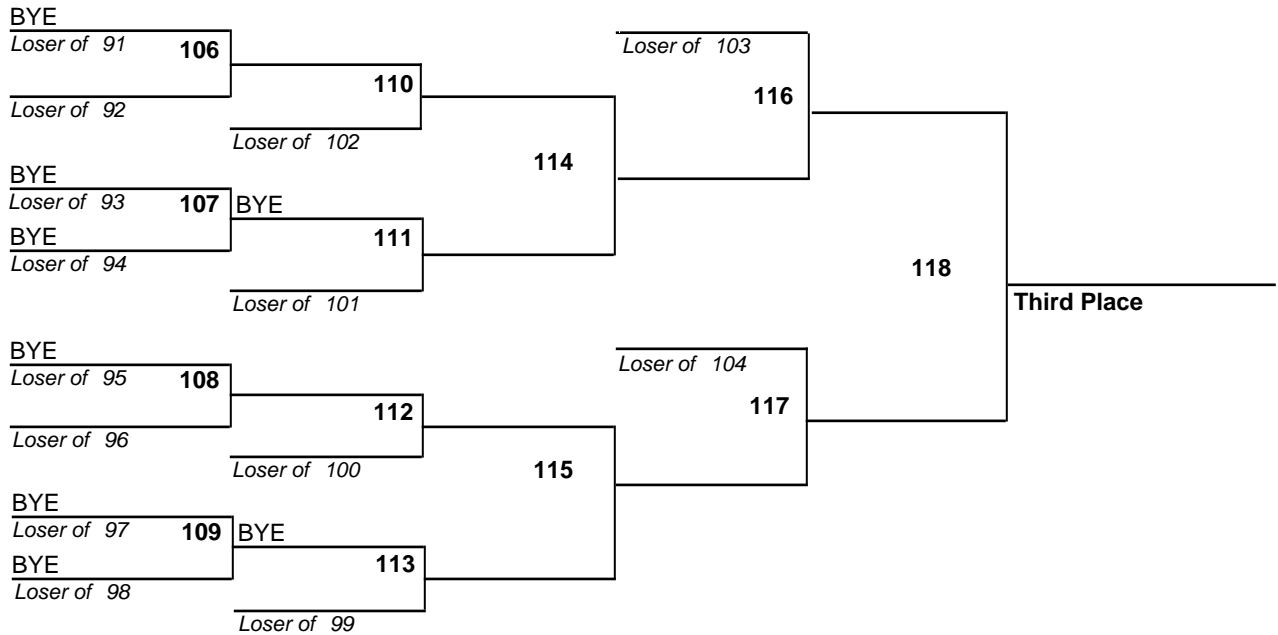 BYE
Loser of 91
106
Loser of 92
110
Loser of 102
BYE
Loser of 93
107
BYE
BYE
Loser of 94
111
Loser of 101
114
Loser of 103
116
118
Third Place
BYE
Loser of 95
108
Loser of 96
112
Loser of 100
BYE
Loser of 97
109
BYE
BYE
Loser of 98
113
Loser of 99
115
Loser of 104
117